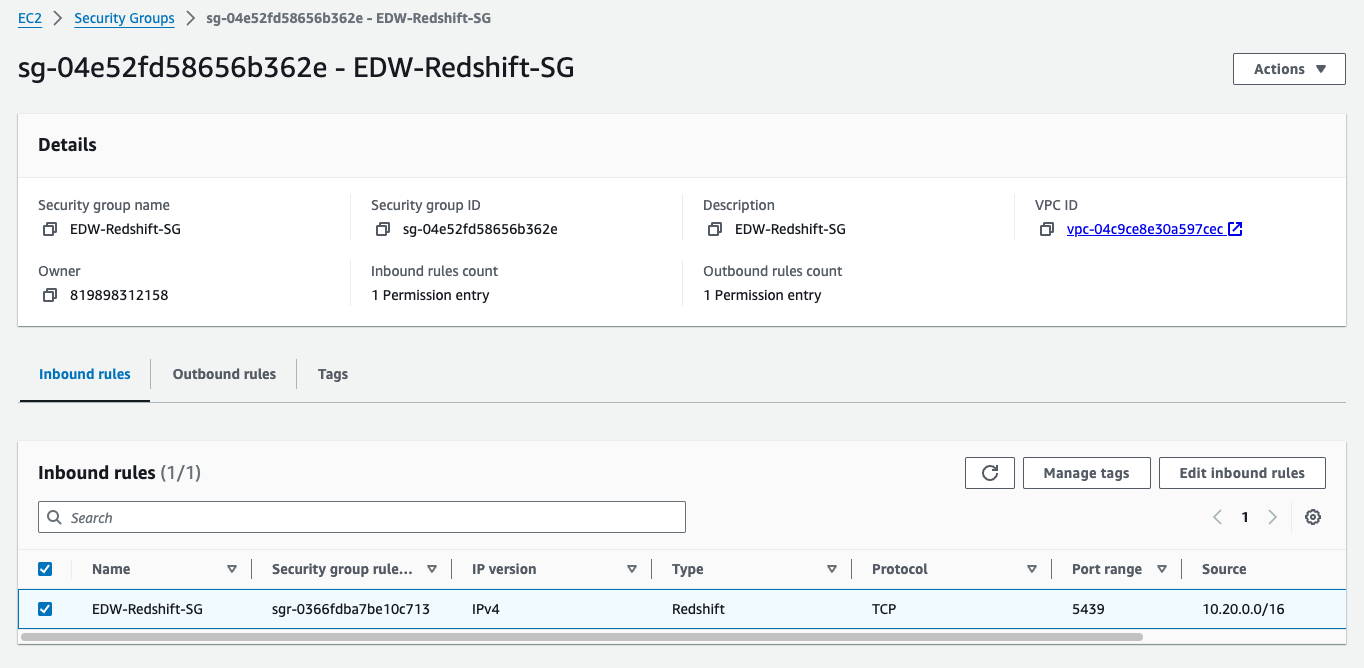 EC2 > Security Groups > sg-04e52fd58656b362e - EDW-Redshift-SG
sg-04e52fd58656b362e - EDW-Redshift-SG
Actions
Details
Security group name
EDW-Redshift-SG
Security group ID
sg-04e52fd58656b362e
Description
EDW-Redshift-SG
VPC ID
vpc-04c9ce8e30a597cec
Owner
819898312158
Inbound rules count
1 Permission entry
Outbound rules count
1 Permission entry
Inbound rules Outbound rules Tags
Inbound rules (1/1)
Manage tags Edit inbound rules
Search
1
Name Security group rule... IP version Type Protocol Port range Source
EDW-Redshift-SG sgr-0366fdba7be10c713 IPv4 Redshift TCP 5439 10.20.0.0/16